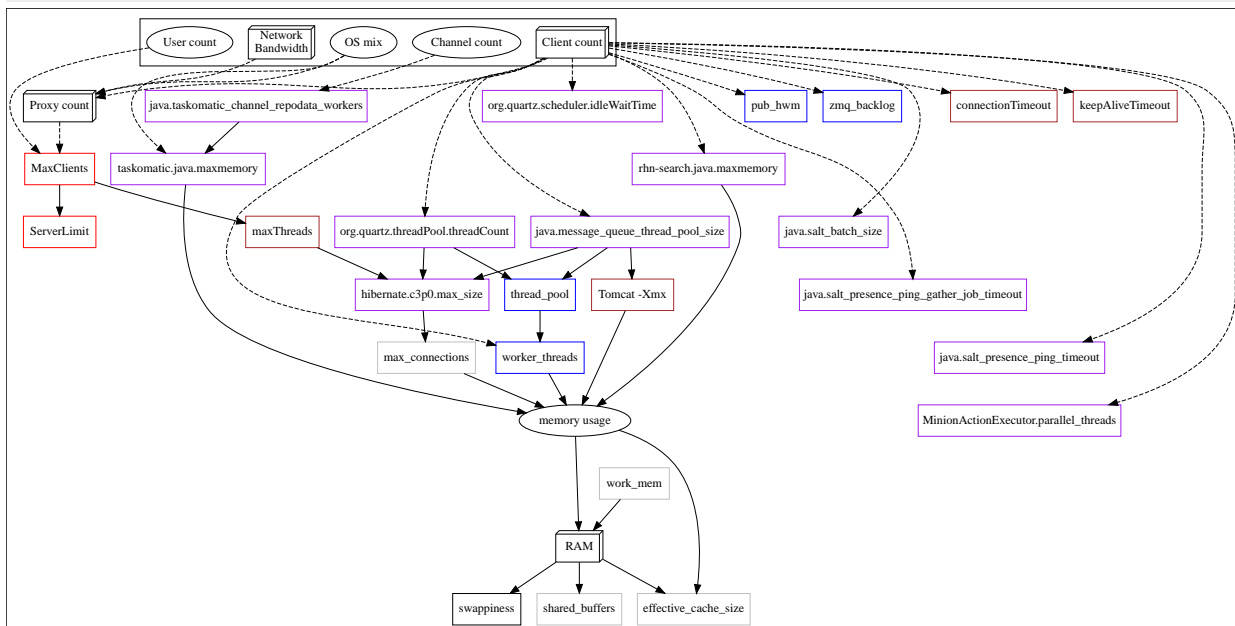 User count
Network
Bandwidth
OS mix
Channel count
Client count
Proxy count
java.taskomatic_channel_repodata_workers
org.quartz.scheduler.idleWaitTime
pub_hwm
zmq_backlog
connectionTimeout
keepAliveTimeout
MaxClients
taskomatic.java.maxmemory
rhn-search.java.maxmemory
ServerLimit
maxThreads
org.quartz.threadPool.threadCount
java.message_queue_thread_pool_size
java.salt_batch_size
hibernate.c3p0.max_size
thread_pool
Tomcat -Xmx
java.salt_presence_ping_gather_job_timeout
max_connections
worker_threads
java.salt_presence_ping_timeout
memory usage
MinionActionExecutor.parallel_threads
work_mem
RAM
swappiness
shared_buffers
effective_cache_size